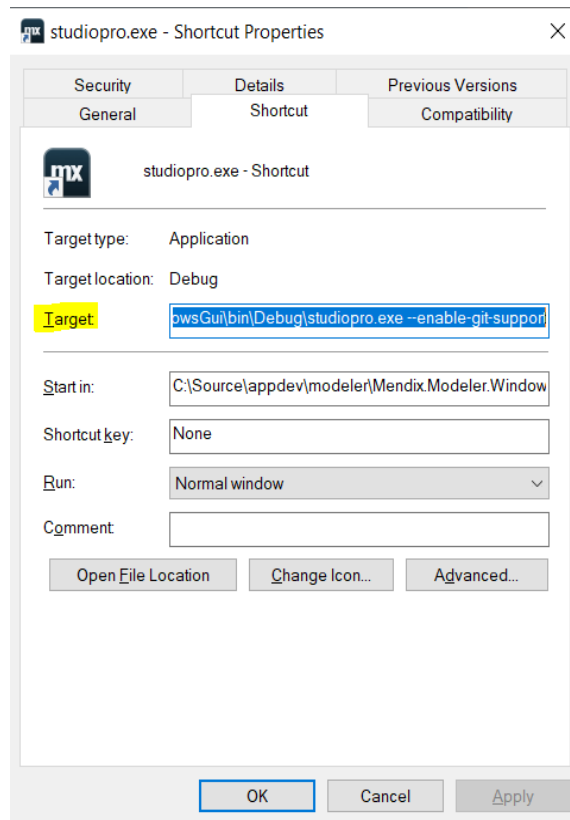 studiopro.exe - Shortcut Properties
Security Details Previous Versions
General Shortcut Compatibility
mx
studiopro.exe - Shortcut
Target type: Application
Target location: Debug
Target: owsGui\bin\Debug\studiopro.exe --enable-git-support
Start in: C:\Source\appdev\modeler\Mendix.Modeler.Window
Shortcut key: None
Run: Normal window
Comment:
Open File Location Change Icon... Advanced...
OK Cancel Apply